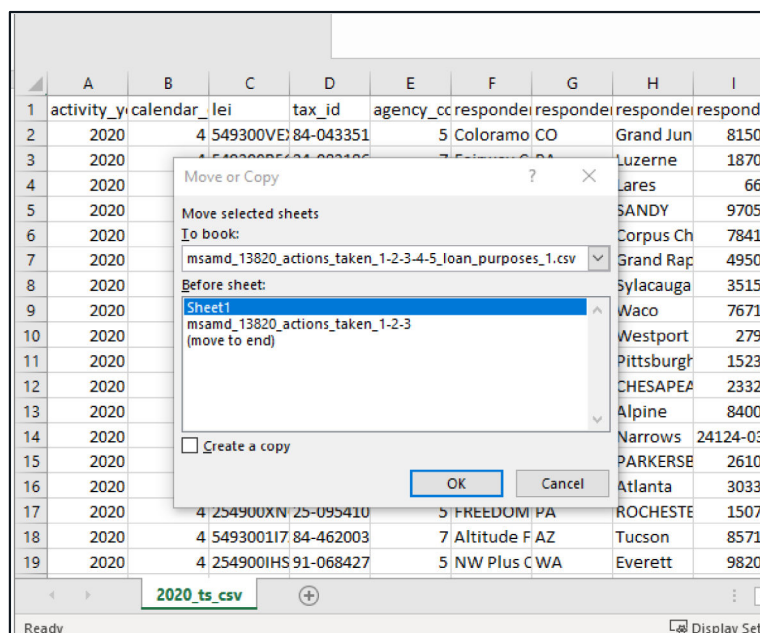 A B C D E F G H I
1 activity_y calendar_ lei tax_id agency_co responde responde responde respond
2 2020 4 549300VE 84-043351 5 Coloramo CO Grand Jun 8150
3 2020 Luzerne 1870
Move or Copy ? ×
4 2020 Lares 66
Move selected sheets
5 2020 SANDY 9705
To book:
6 2020 Corpus Ch 7841
msamd_13820_actions_taken_1-2-3-4-5_loan_purposes_1.csv
7 2020 Grand Rap 4950
Before sheet:
8 2020 Sylacauga 3515
Sheet1
9 2020 Waco 7671
msamd_13820_actions_taken_1-2-3
10 2020 Westport 279
(move to end)
11 2020 Pittsburgh 1523
12 2020 CHESAPEA 2332
13 2020 Alpine 8400
14 2020 Narrows 24124-03
Create a copy
15 2020 PARKERSB 2610
16 2020 Atlanta 3033
OK Cancel
17 2020 4 254900XN 25-095410 5 FREEDOM PA ROCHESTE 1507
18 2020 4 5493001I7 84-462003 7 Altitude F AZ Tucson 8571
19 2020 4 254900IHS 91-068427 5 NW Plus C WA Everett 9820
2020_ts_csv
Ready Display Set